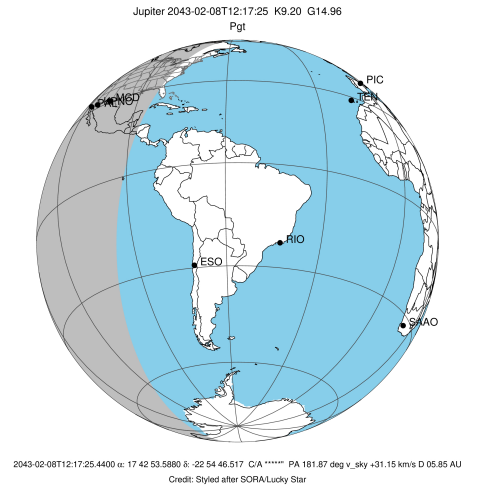 Jupiter 2043-02-08T12:17:25 K9.20 G14.96
Pgt
PIC
TEN
MGD
RIO
ESO
SAAO
2043-02-08T12:17:25.4400 α: 17 42 53.5880 δ: -22 54 46.517 C/A *****" PA 181.87 deg v_sky +31.15 km/s D 05.85 AU
Credit: Styled after SORA/Lucky Star